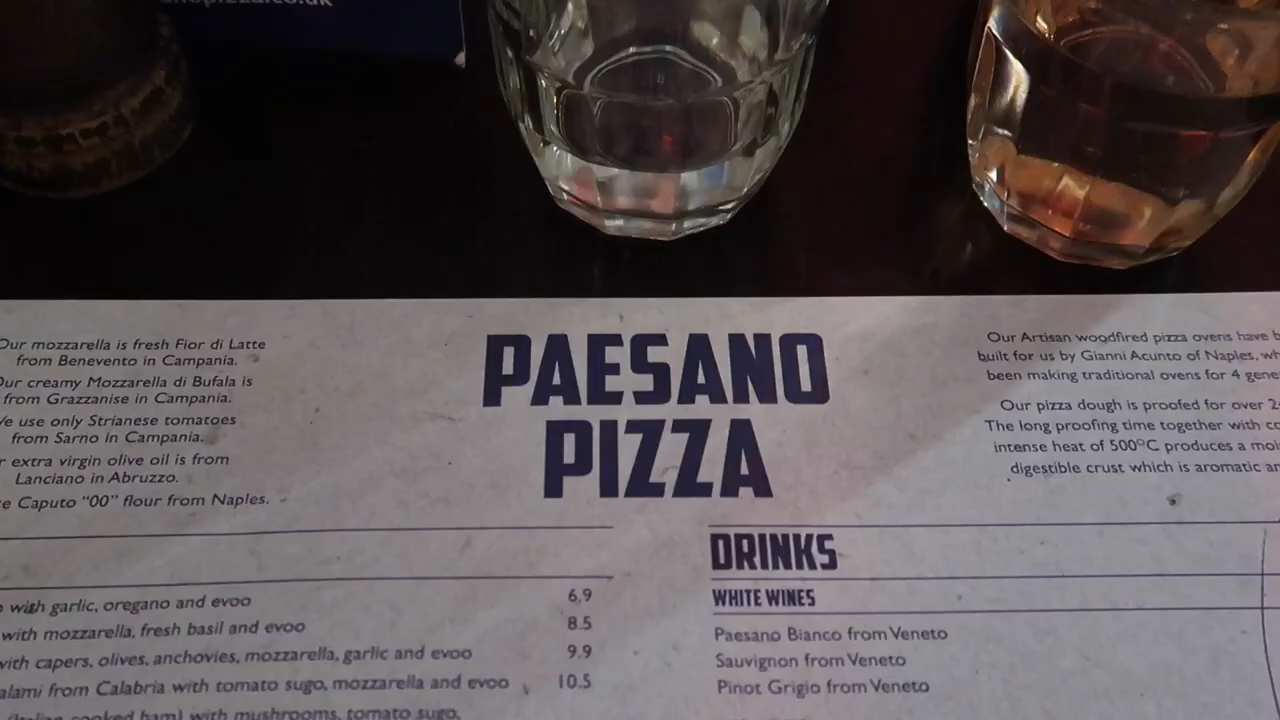 Our mozzarella is fresh Fior di Latte
from Benevento in Campania.
Our creamy Mozzarella di Bufala is
from Grazzanise in Campania.
use only Strianese tomatoes
from Sarno in Campania.
extra virgin olive oil is from
Lanciano in Abruzzo.
Caputo "00" flour from Naples.
PAESANO
PIZZA
Our Artisan woodfired pizza ovens have
built for us by Gianni Acunto of Naples,
been making traditional ovens for 4
Our pizza dough is proofed for over
The long proofing time together with
intense heat of 500°C produces a
digestible crust which is aromatic
with garlic, oregano and evoo 6.9
with mozzarella, fresh basil and evoo 8.5
with capers, olives, anchovies, mozzarella, garlic and evoo 9.9
from Calabria with tomato sugo, mozzarella and evoo 10.5
cooked ham) with mushrooms, tomato sugo,
DRINKS
WHITE WINES
Paesano Bianco from Veneto
Sauvignon from Veneto
Pinot Grigio from Veneto